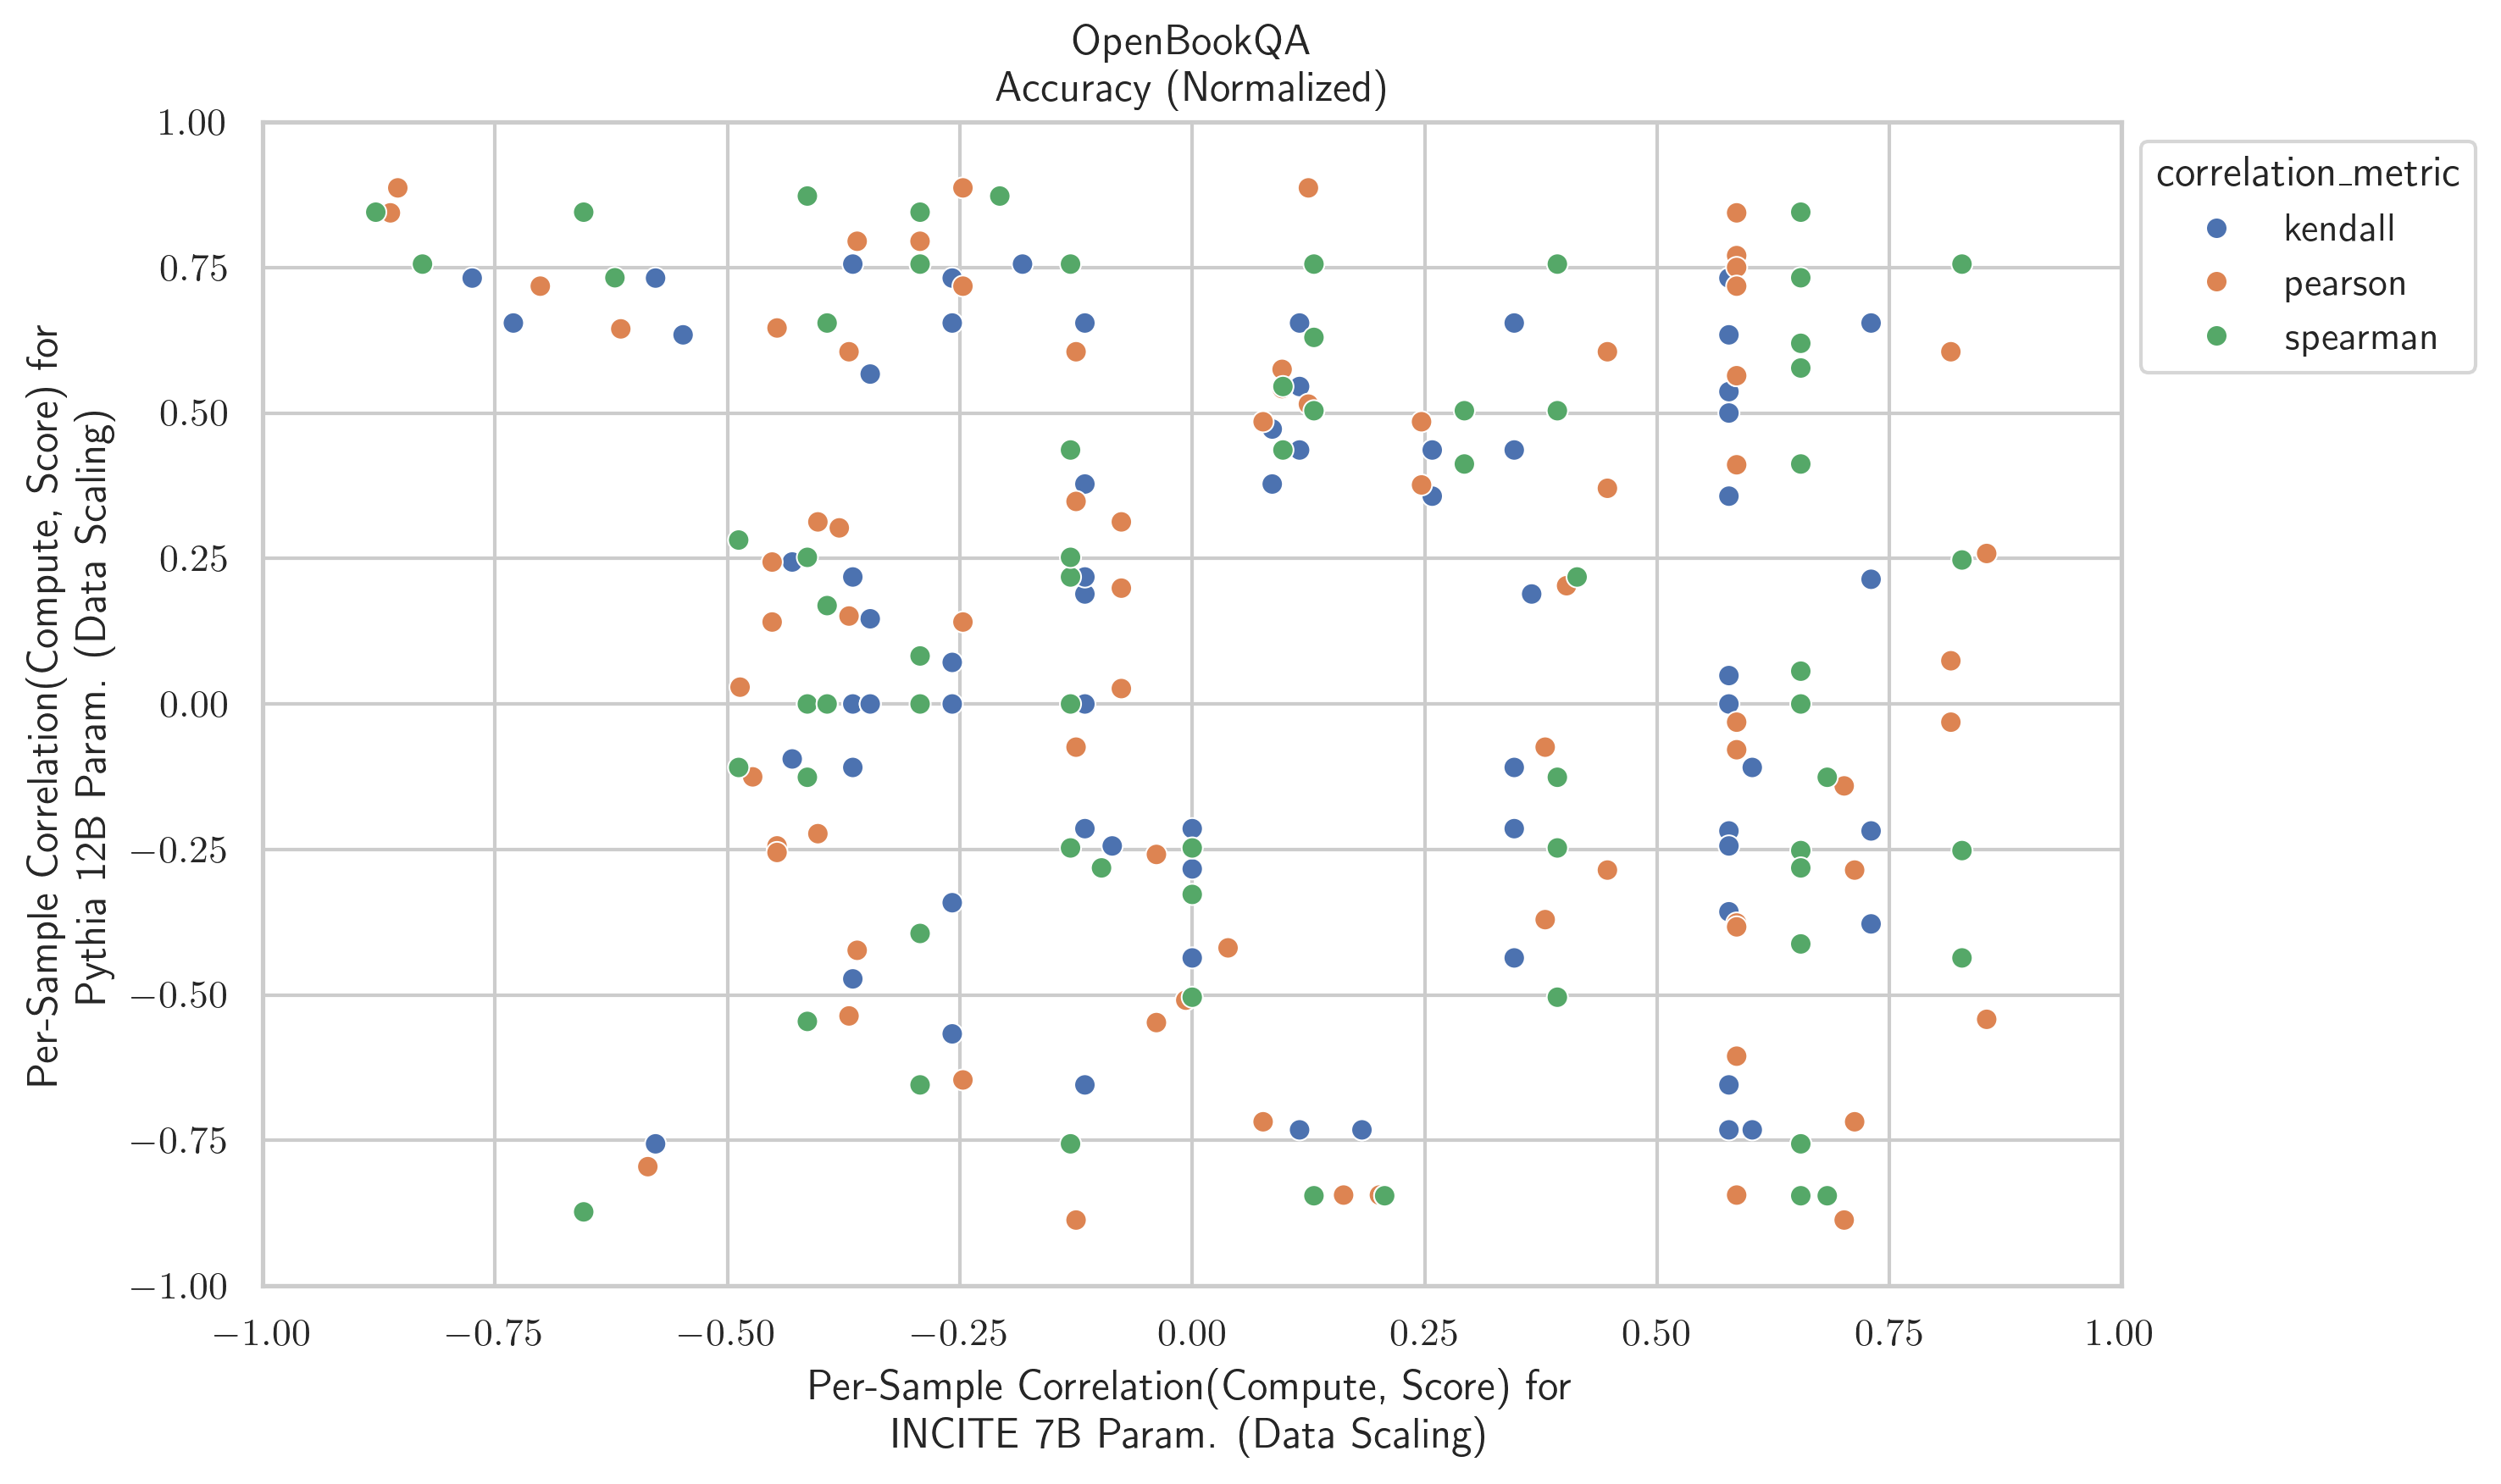 OpenBookQA
Accuracy (Normalized)
1.00
0.75
0.50
0.25
0.00
−0.25
−0.50
−0.75
−1.00
Per-Sample Correlation(Compute, Score) for
Pythia 12B Param. (Data Scaling)
−1.00 −0.75 −0.50 −0.25 0.00 0.25 0.50 0.75 1.00
Per-Sample Correlation(Compute, Score) for
INCITE 7B Param. (Data Scaling)
correlation_metric
kendall
pearson
spearman